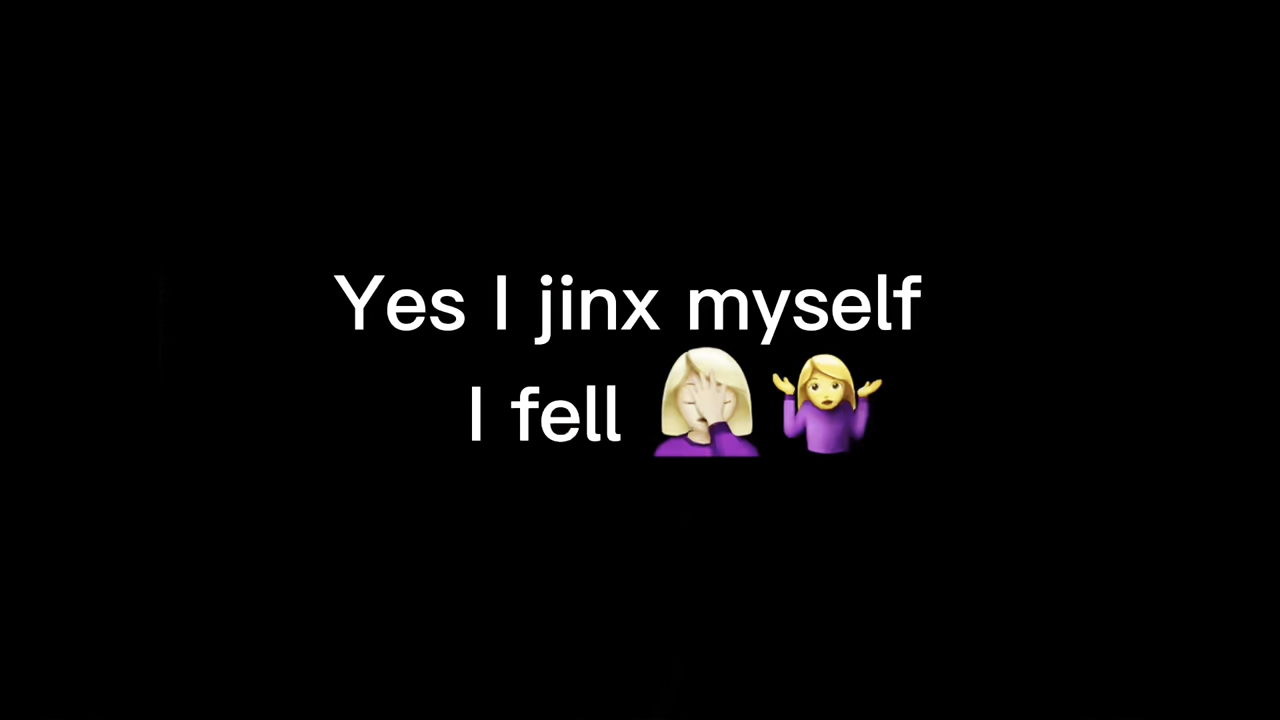 Yes I jinx myself
I fell 🤦🏼‍♀️🤷‍♀️